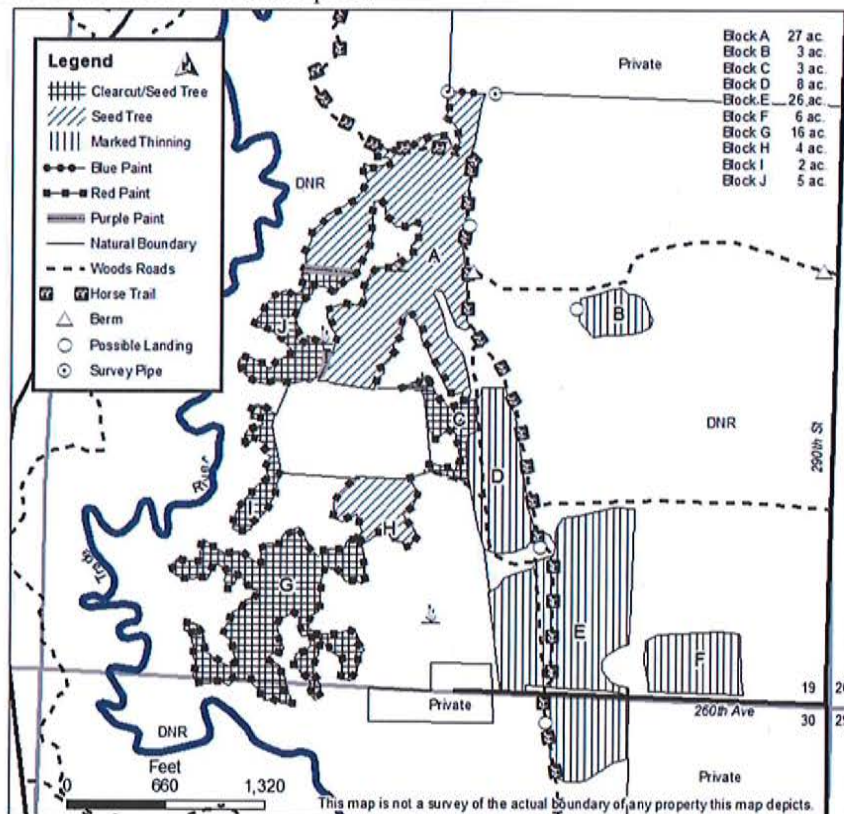 Legend
Clearcut/Seed Tree
Seed Tree
Marked Thinning
Blue Paint
Red Paint
Purple Paint
Natural Boundary
Woods Roads
Horse Trail
Berm
Possible Landing
Survey Pipe
Block A 27 ac.
Block B 3 ac.
Block C 3 ac.
Block D 8 ac.
Block E 26 ac.
Block F 6 ac.
Block G 16 ac.
Block H 4 ac.
Block I 2 ac.
Block J 5 ac.
Private
DNR
A
B
J
C
DNR
290th St
D
River
I
H
Trade
G
E
F
19 20
Private
260th Ave
30 29
DNR
Private
Feet
0 660 1,320
This map is not a survey of the actual boundary of any property this map depicts.